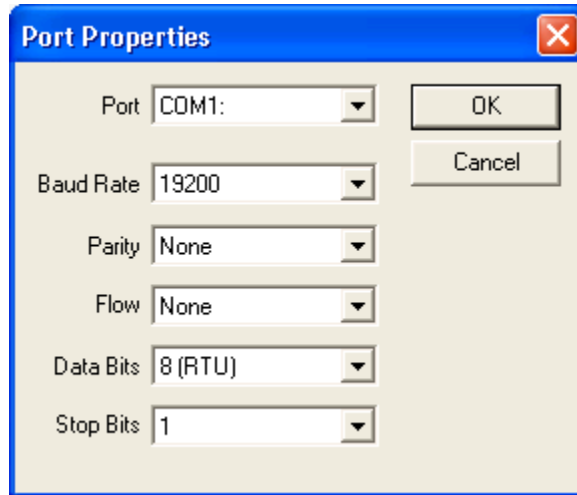 Port Properties
Port COM1: OK
Cancel
Baud Rate 19200
Parity None
Flow None
Data Bits 8 (RTU)
Stop Bits 1